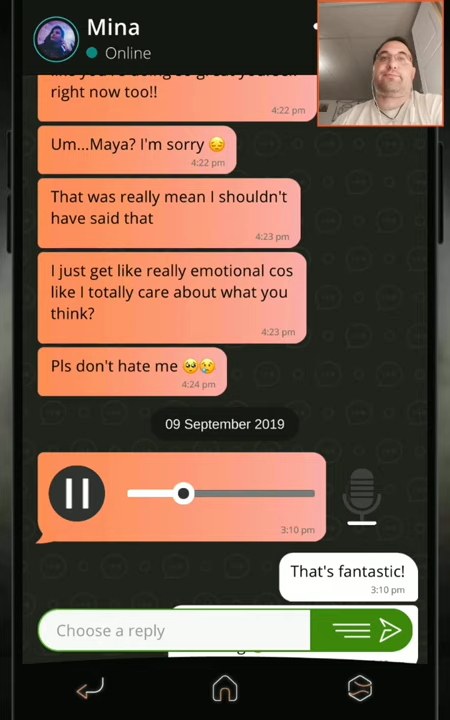 Mina
Online
right now too!!
4:22 pm
Um...Maya? I'm sorry 😔
4:22 pm
That was really mean I shouldn't
have said that
4:23 pm
I just get like really emotional cos
like I totally care about what you
think?
4:23 pm
Pls don't hate me 🥺😢
4:24 pm
09 September 2019
3:10 pm
That's fantastic!
3:10 pm
Choose a reply